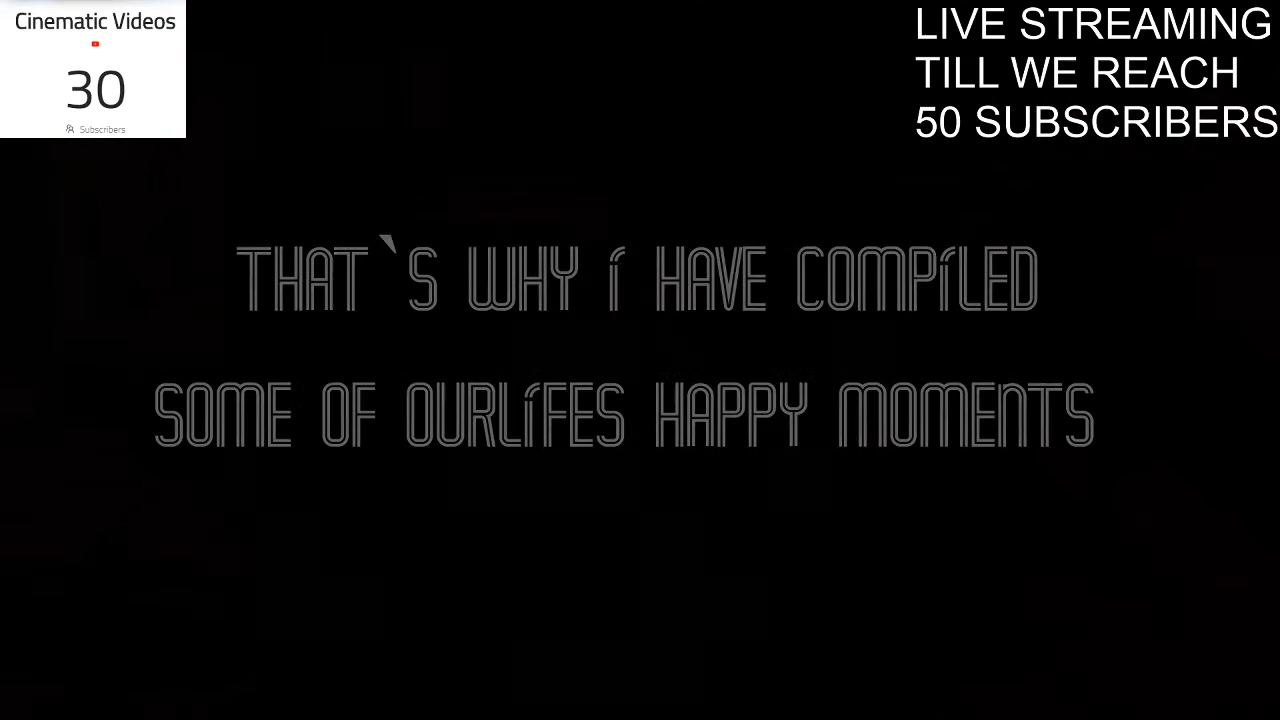 Cinematic Videos
30
Subscribers
LIVE STREAMING
TILL WE REACH
50 SUBSCRIBERS
THAT`S WHY i HAVE COMPiLED
SOME OF OURLiFES HAPPY MOMENTS